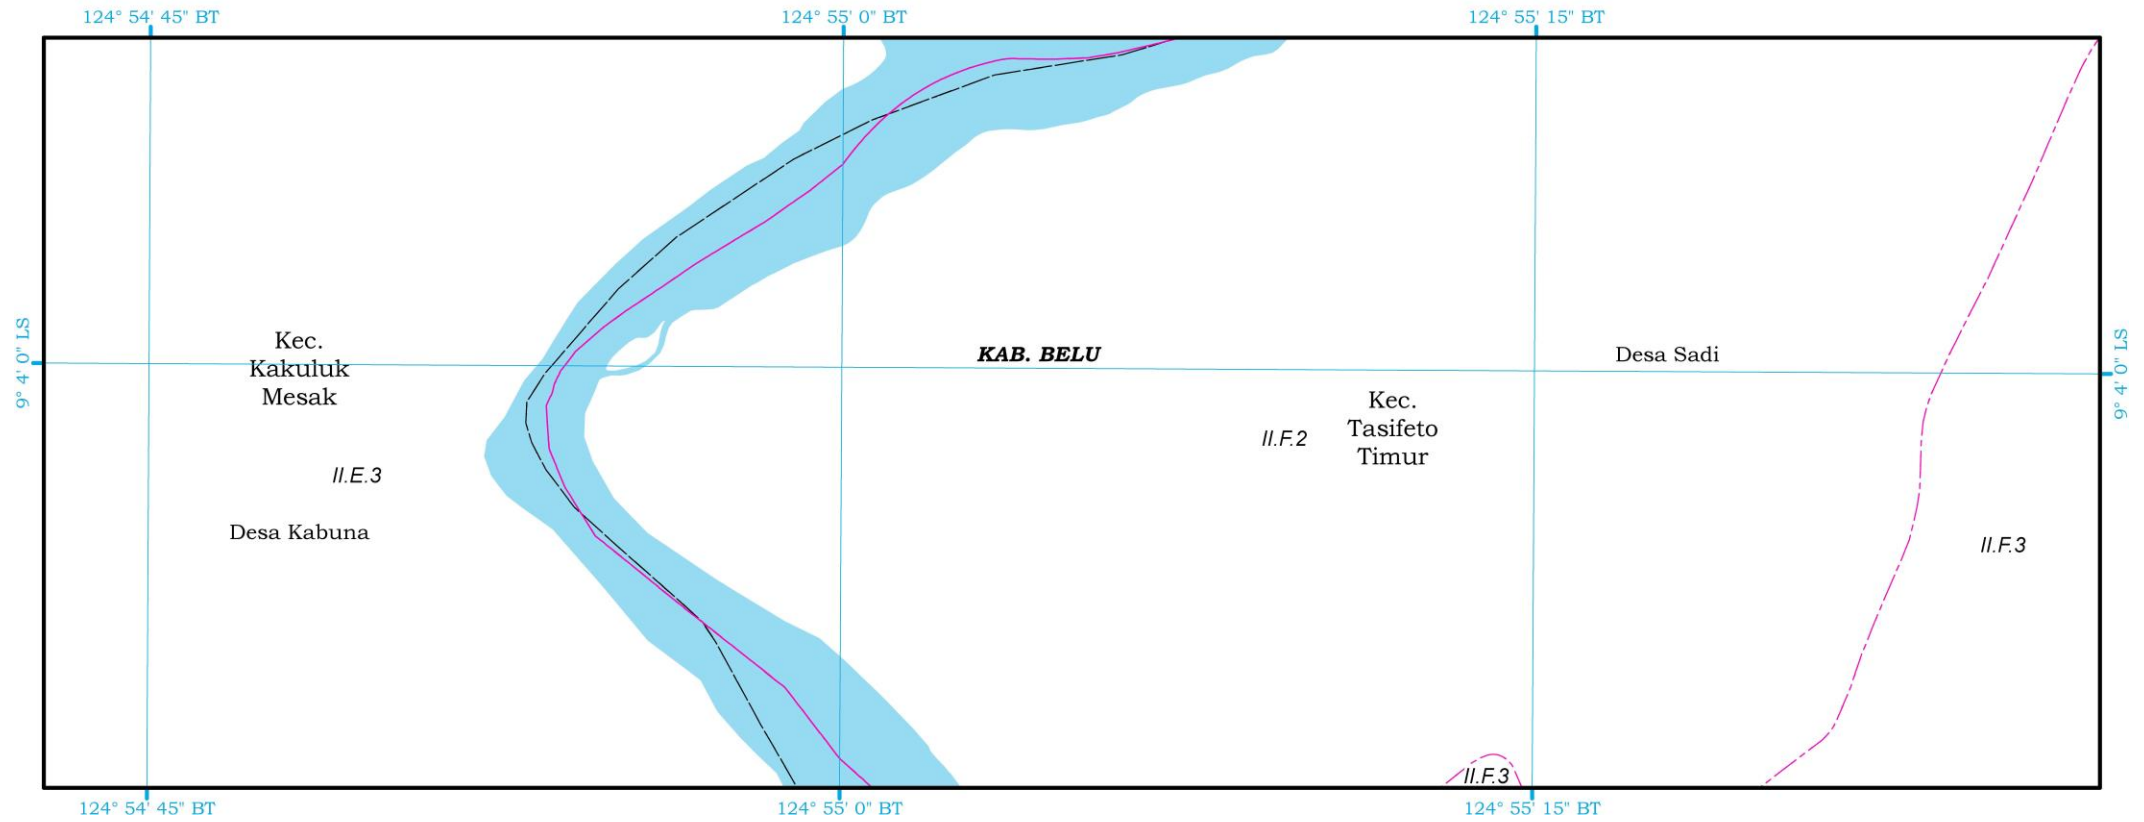 124° 54' 45" BT
124° 55' 0" BT
124° 55' 15" BT
9° 4' 0" LS
9° 4' 0" LS
Kec.
Kakuluk
Mesak
KAB. BELU
Desa Sadi
Kec.
Tasifeto
Timur
II.F.2
II.E.3
Desa Kabuna
II.F.3
II.F.3
124° 54' 45" BT
124° 55' 0" BT
124° 55' 15" BT